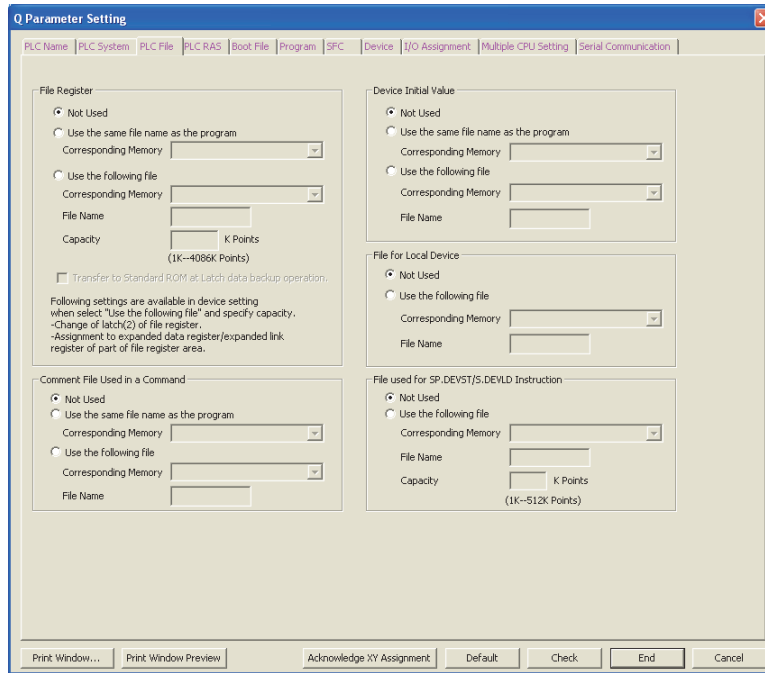 Q Parameter Setting
PLC Name PLC System PLC File PLC RAS Boot File Program SFC Device I/O Assignment Multiple CPU Setting Serial Communication
File Register
Not Used
Use the same file name as the program
Corresponding Memory
Use the following file
Corresponding Memory
File Name
Capacity K Points
(1K--4086K Points)
Transfer to Standard ROM at Latch data backup operation.
Following settings are available in device setting
when select "Use the following file" and specify capacity.
-Change of latch(2) of file register.
-Assignment to expanded data register/expanded link
register of part of file register area.
Comment File Used in a Command
Not Used
Use the same file name as the program
Corresponding Memory
Use the following file
Corresponding Memory
File Name
Device Initial Value
Not Used
Use the same file name as the program
Corresponding Memory
Use the following file
Corresponding Memory
File Name
File for Local Device
Not Used
Use the following file
Corresponding Memory
File Name
File used for SP.DEVST/S.DEVLD Instruction
Not Used
Use the following file
Corresponding Memory
File Name
Capacity K Points
(1K--512K Points)
Print Window... Print Window Preview Acknowledge XY Assignment Default Check End Cancel